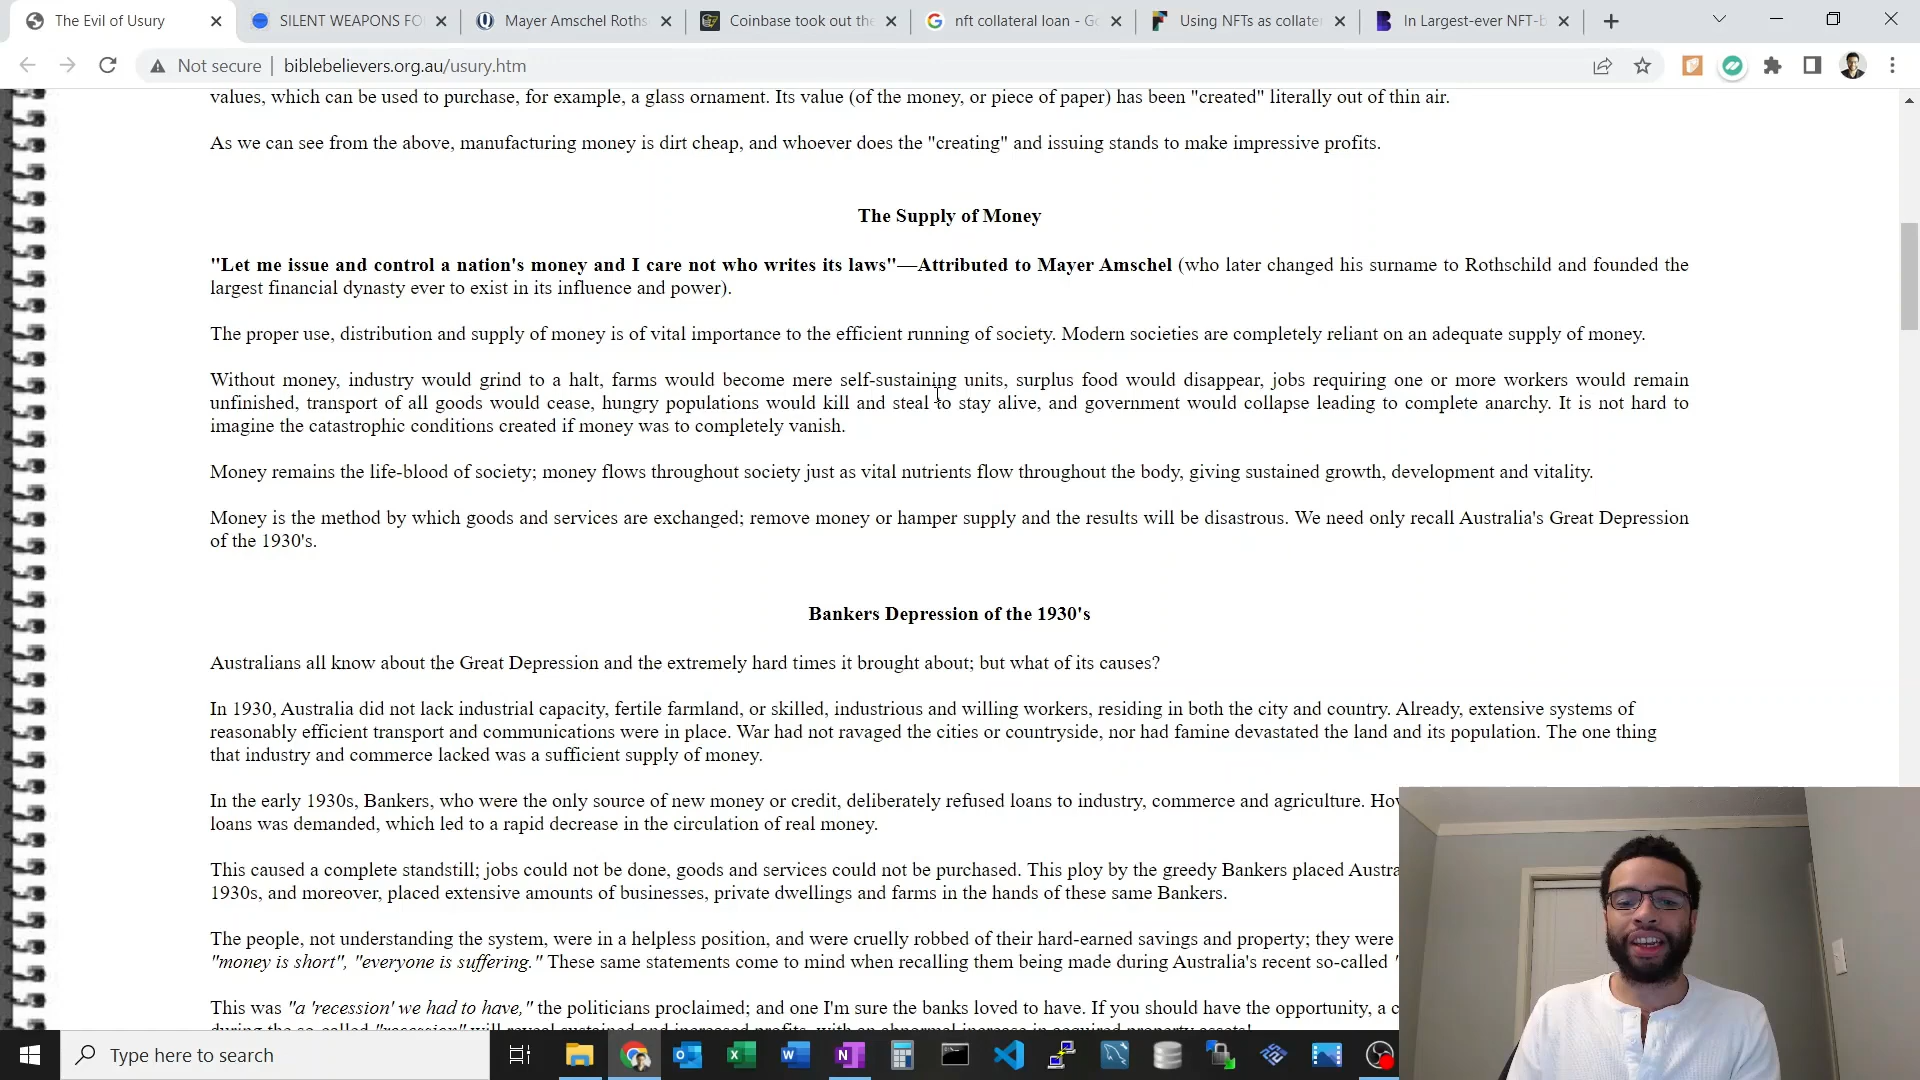 The Evil of Usury
SILENT WEAPONS FO
Mayer Amschel Roths
Coinbase took out the
nft collateral loan - Go
Using NFTs as collate
In Largest-ever NFT-b
Not secure | biblebelievers.org.au/usury.htm
values, which can be used to purchase, for example, a glass ornament. Its value (of the money, or piece of paper) has been "created" literally out of thin air.
As we can see from the above, manufacturing money is dirt cheap, and whoever does the "creating" and issuing stands to make impressive profits.
The Supply of Money
"Let me issue and control a nation's money and I care not who writes its laws"—Attributed to Mayer Amschel (who later changed his surname to Rothschild and founded the
largest financial dynasty ever to exist in its influence and power).
The proper use, distribution and supply of money is of vital importance to the efficient running of society. Modern societies are completely reliant on an adequate supply of money.
Without money, industry would grind to a halt, farms would become mere self-sustaining units, surplus food would disappear, jobs requiring one or more workers would remain
unfinished, transport of all goods would cease, hungry populations would kill and steal to stay alive, and government would collapse leading to complete anarchy. It is not hard to
imagine the catastrophic conditions created if money was to completely vanish.
Money remains the life-blood of society; money flows throughout society just as vital nutrients flow throughout the body, giving sustained growth, development and vitality.
Money is the method by which goods and services are exchanged; remove money or hamper supply and the results will be disastrous. We need only recall Australia's Great Depression
of the 1930's.
Bankers Depression of the 1930's
Australians all know about the Great Depression and the extremely hard times it brought about; but what of its causes?
In 1930, Australia did not lack industrial capacity, fertile farmland, or skilled, industrious and willing workers, residing in both the city and country. Already, extensive systems of
reasonably efficient transport and communications were in place. War had not ravaged the cities or countryside, nor had famine devastated the land and its population. The one thing
that industry and commerce lacked was a sufficient supply of money.
In the early 1930s, Bankers, who were the only source of new money or credit, deliberately refused loans to industry, commerce and agriculture. Hov
loans was demanded, which led to a rapid decrease in the circulation of real money.
This caused a complete standstill; jobs could not be done, goods and services could not be purchased. This ploy by the greedy Bankers placed Austra
1930s, and moreover, placed extensive amounts of businesses, private dwellings and farms in the hands of these same Bankers.
The people, not understanding the system, were in a helpless position, and were cruelly robbed of their hard-earned savings and property; they were
"money is short", "everyone is suffering." These same statements come to mind when recalling them being made during Australia's recent so-called "
This was "a 'recession' we had to have," the politicians proclaimed; and one I'm sure the banks loved to have. If you should have the opportunity, a c
during the so-called "recession" will reveal sustained and increased profits, with an abnormal increase in acquired property assets!
Type here to search